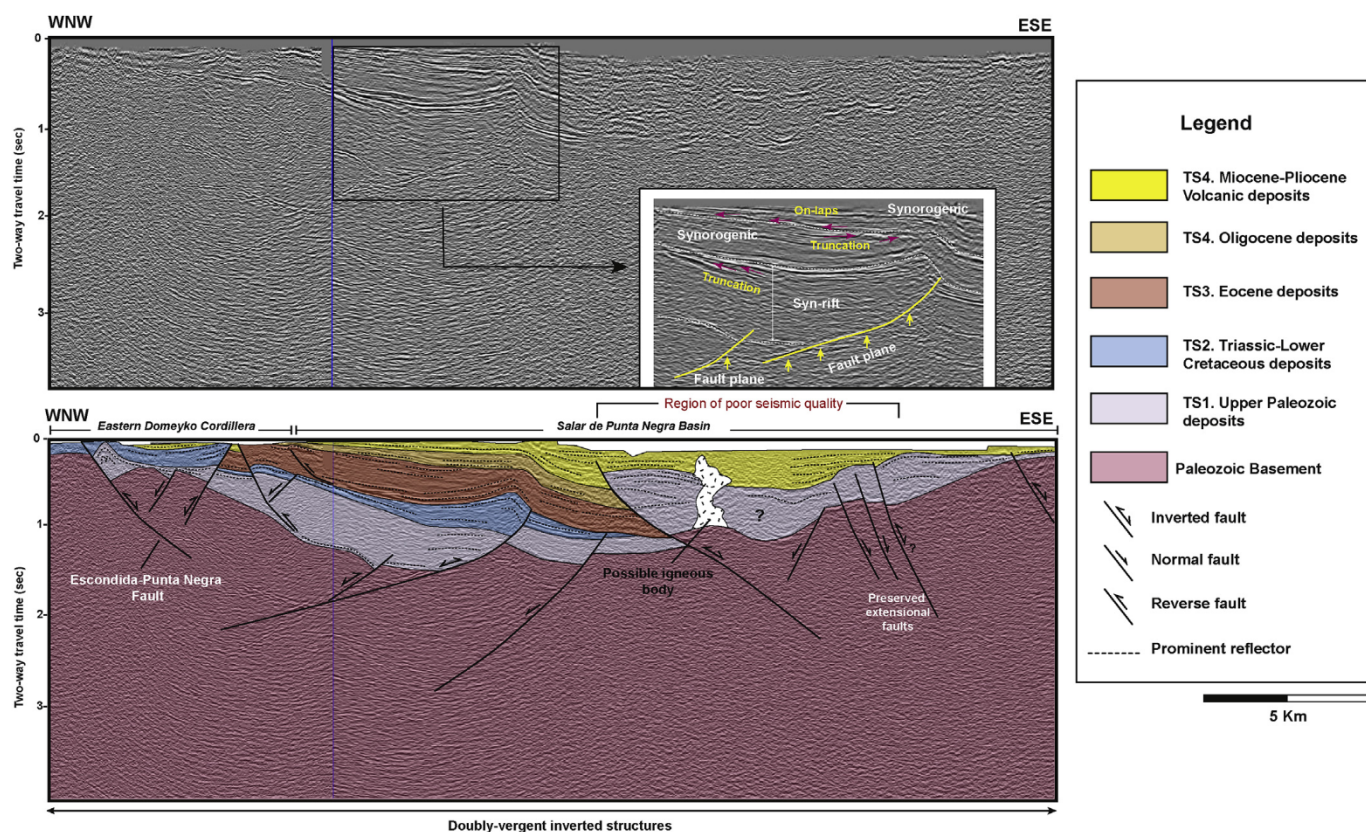 WNW
ESE
0
1
2
3
Two-way travel time (sec)
On-laps
Synorogenic
Synorogenic
Truncation
Truncation
Syn-rift
Fault plane
Fault plane
WNW
Region of poor seismic quality
ESE
Eastern Domeyko Cordillera
Salar de Punta Negra Basin
0
1
2
3
Two-way travel time (sec)
?
?
Escondida-Punta Negra
Fault
Possible igneous
body
Preserved
extensional
faults
Doubly-vergent inverted structures
Legend
TS4. Miocene-Pliocene
Volcanic deposits
TS4. Oligocene deposits
TS3. Eocene deposits
TS2. Triassic-Lower
Cretaceous deposits
TS1. Upper Paleozoic
deposits
Paleozoic Basement
Inverted fault
Normal fault
Reverse fault
Prominent reflector
5 Km